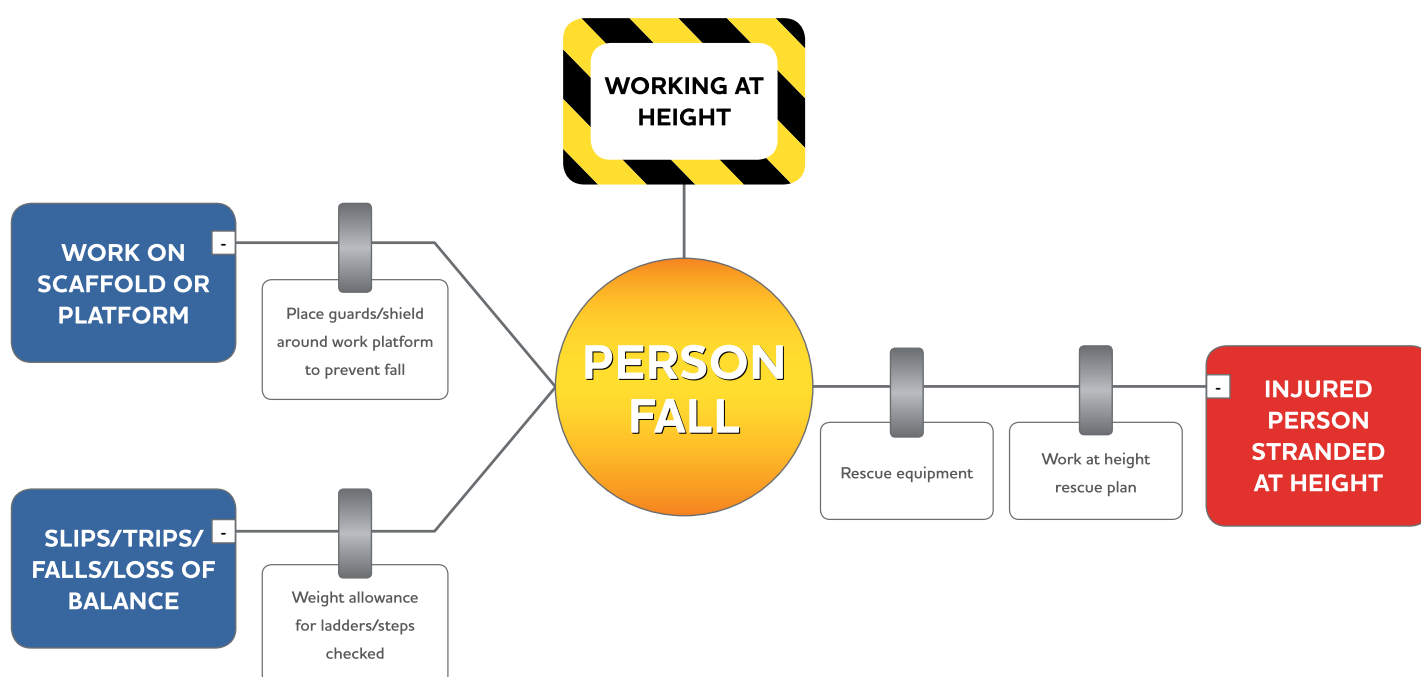 WORKING AT
HEIGHT
WORK ON
SCAFFOLD OR
PLATFORM
-
Place guards/shield
around work platform
to prevent fall
PERSON
FALL
SLIPS/TRIPS/
FALLS/LOSS OF
BALANCE
-
Weight allowance
for ladders/steps
checked
Rescue equipment
Work at height
rescue plan
-
INJURED
PERSON
STRANDED
AT HEIGHT